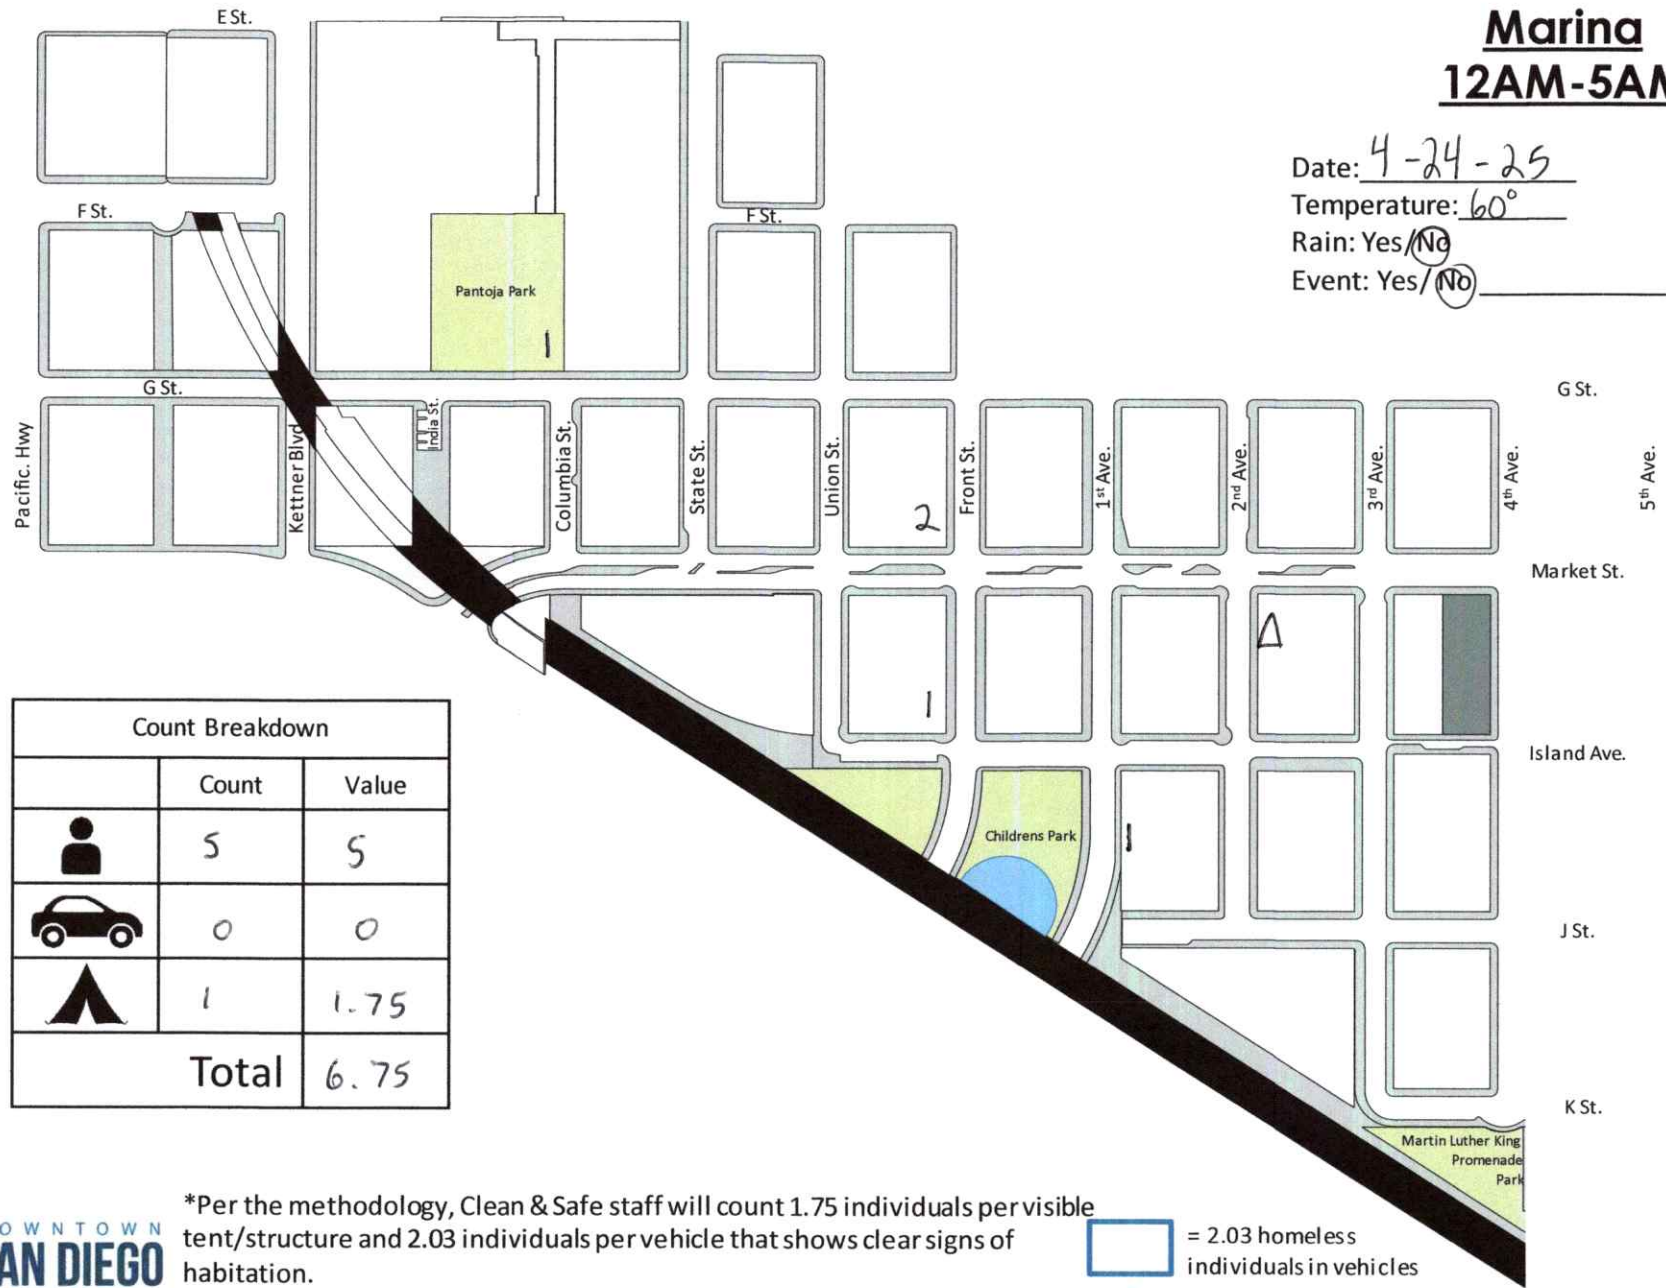 Marina
12AM-5AM
Date: 4-24-25
Temperature: 60°
Rain: Yes/No
Event: Yes/No
E St.
F St.
F St.
Pantoja Park
1
G St.
G St.
Pacific. Hwy
Kettner Blvd
India St.
Columbia St.
State St.
Union St.
Front St.
1st Ave.
2nd Ave.
3rd Ave.
4th Ave.
5th Ave.
2
Market St.
Δ
1
Island Ave.
Childrens Park
1
J St.
K St.
Martin Luther King
Promenade
Park
Count Breakdown
Count Value
5 5
0 0
1 1.75
Total 6.75
OWNTOWN
AN DIEGO
*Per the methodology, Clean & Safe staff will count 1.75 individuals per visible
tent/structure and 2.03 individuals per vehicle that shows clear signs of
habitation.
= 2.03 homeless
individuals in vehicles